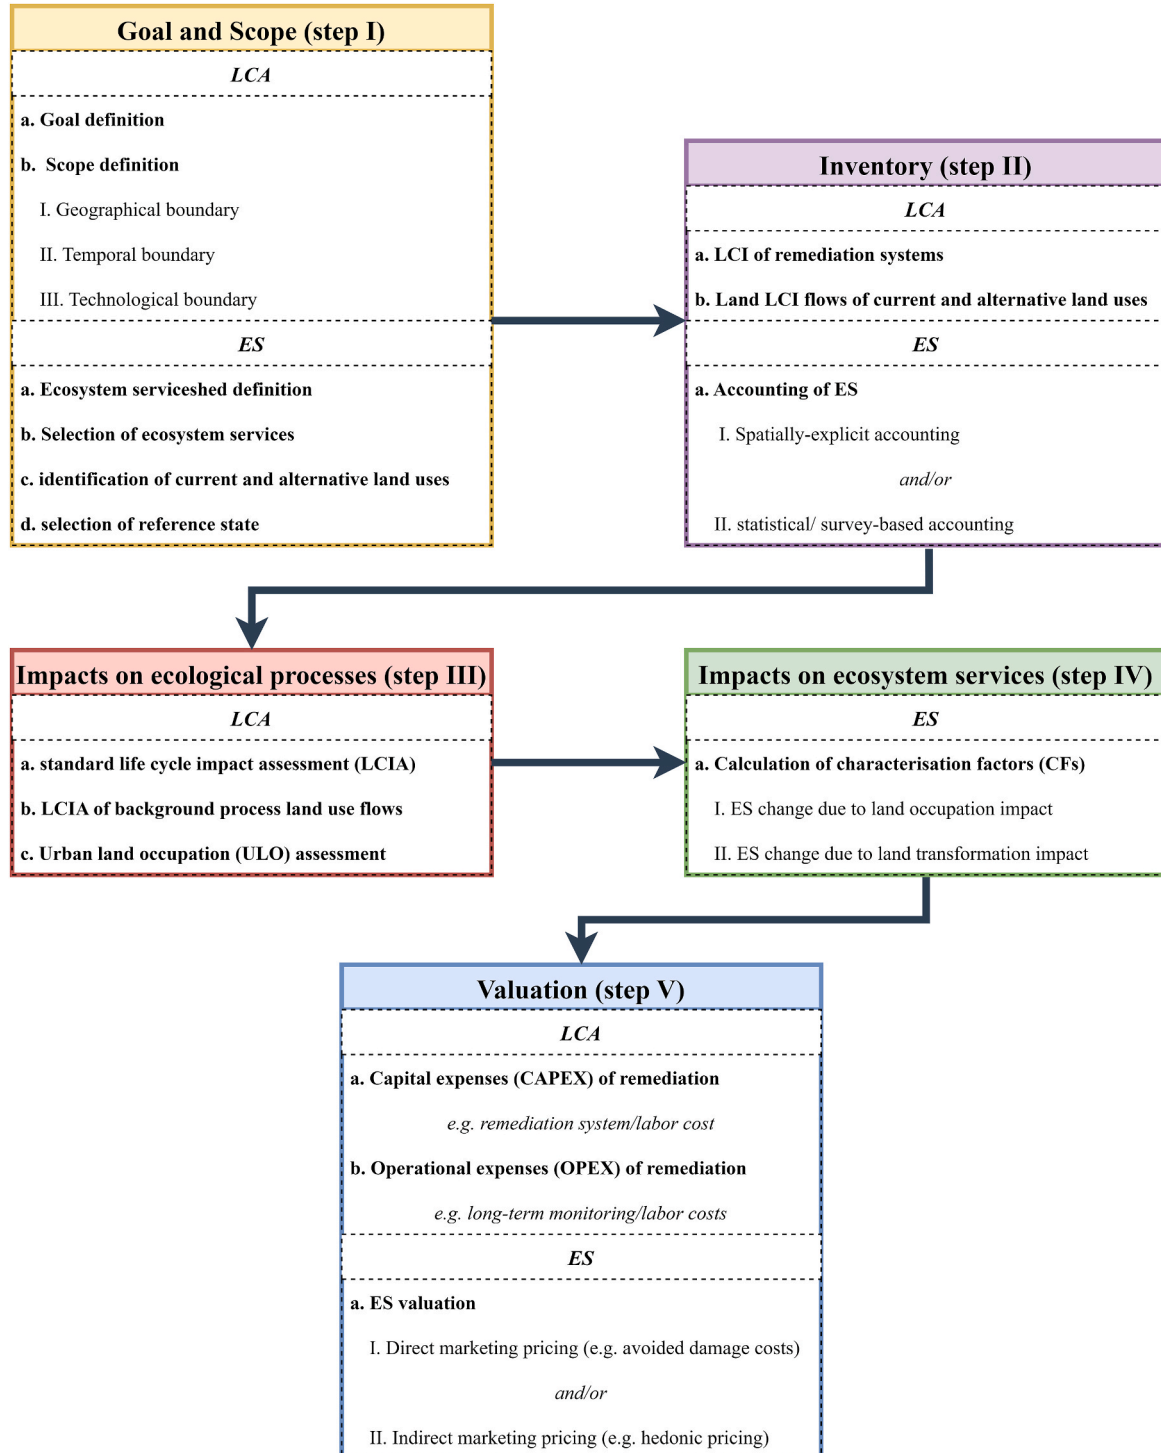 Goal and Scope (step I)
LCA
a. Goal definition
b. Scope definition
I. Geographical boundary
II. Temporal boundary
III. Technological boundary
ES
a. Ecosystem serviceshed definition
b. Selection of ecosystem services
c. identification of current and alternative land uses
d. selection of reference state
Inventory (step II)
LCA
a. LCI of remediation systems
b. Land LCI flows of current and alternative land uses
ES
a. Accounting of ES
I. Spatially-explicit accounting
and/or
II. statistical/ survey-based accounting
Impacts on ecological processes (step III)
LCA
a. standard life cycle impact assessment (LCIA)
b. LCIA of background process land use flows
c. Urban land occupation (ULO) assessment
Impacts on ecosystem services (step IV)
ES
a. Calculation of characterisation factors (CFs)
I. ES change due to land occupation impact
II. ES change due to land transformation impact
Valuation (step V)
LCA
a. Capital expenses (CAPEX) of remediation
e.g. remediation system/labor cost
b. Operational expenses (OPEX) of remediation
e.g. long-term monitoring/labor costs
ES
a. ES valuation
I. Direct marketing pricing (e.g. avoided damage costs)
and/or
II. Indirect marketing pricing (e.g. hedonic pricing)